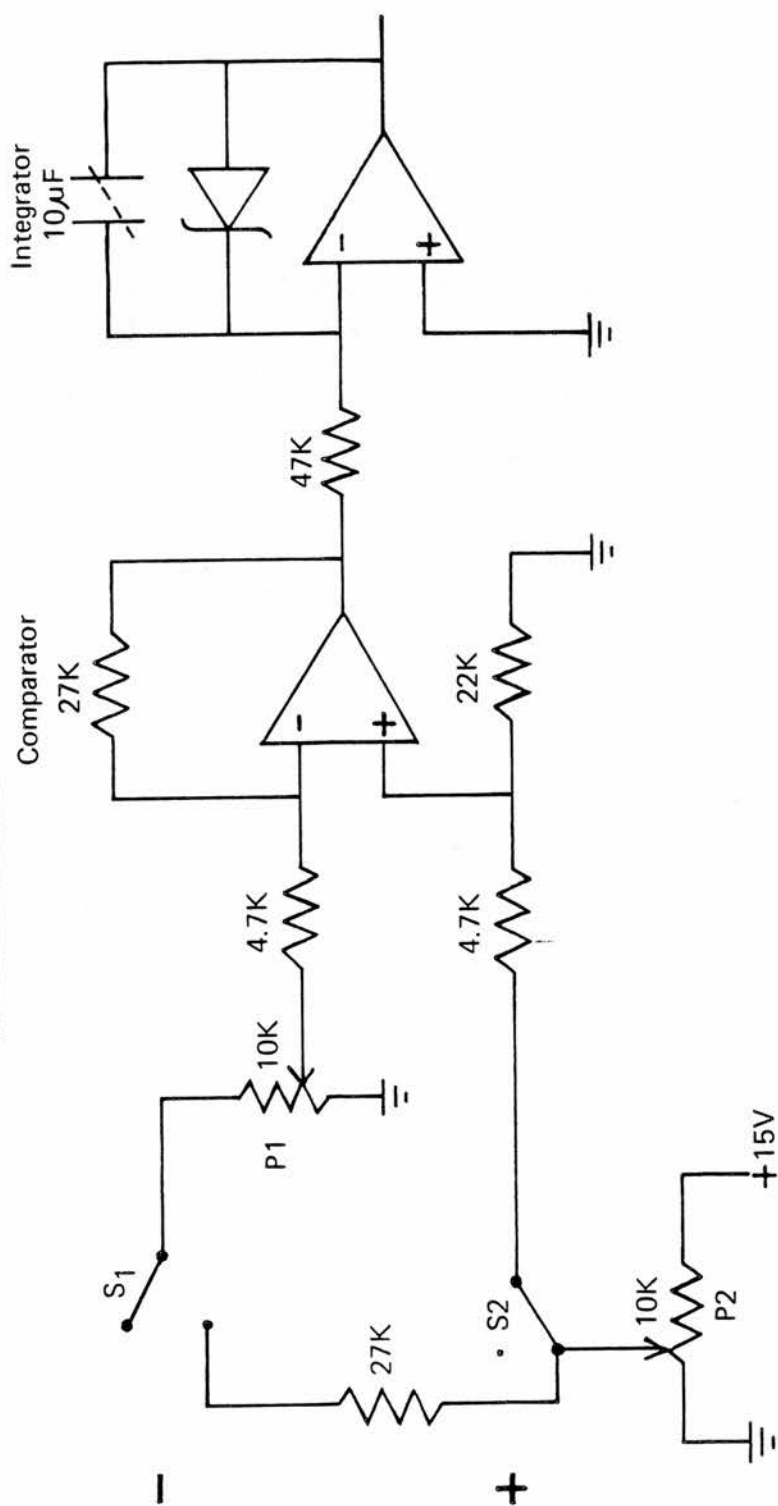 Integrator
10µF
Comparator
27K
47K
-
+
-
+
22K
4.7K
4.7K
10K
P1
S1
S2
27K
10K
P2
+15V
-
+